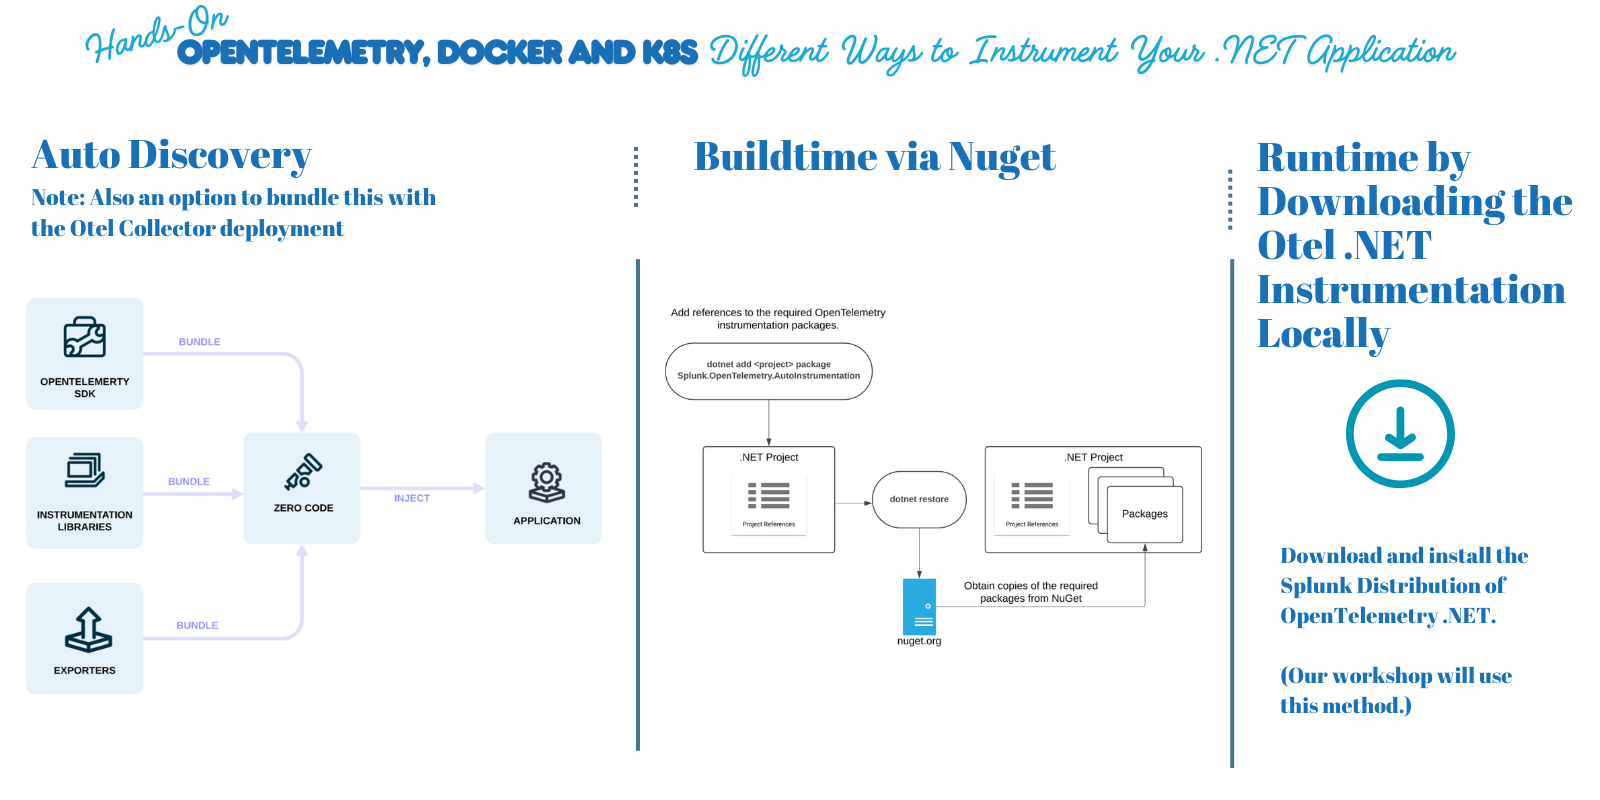 Hands-On
OPENTELEMETRY, DOCKER AND K8S Different Ways to Instrument Your .NET Application
Auto Discovery
Note: Also an option to bundle this with
the Otel Collector deployment
OPENTELEMERTY
SDK
BUNDLE
INSTRUMENTATION
LIBRARIES
BUNDLE
EXPORTERS
BUNDLE
ZERO CODE
INJECT
APPLICATION
Buildtime via Nuget
Add references to the required OpenTelemetry
instrumentation packages.
dotnet add <project> package
Splunk.OpenTelemetry.AutoInstrumentation
.NET Project
Project References
dotnet restore
nuget.org
Obtain copies of the required
packages from NuGet
.NET Project
Project References
Packages
Runtime by
Downloading the
Otel .NET
Instrumentation
Locally
Download and install the
Splunk Distribution of
OpenTelemetry .NET.
(Our workshop will use
this method.)